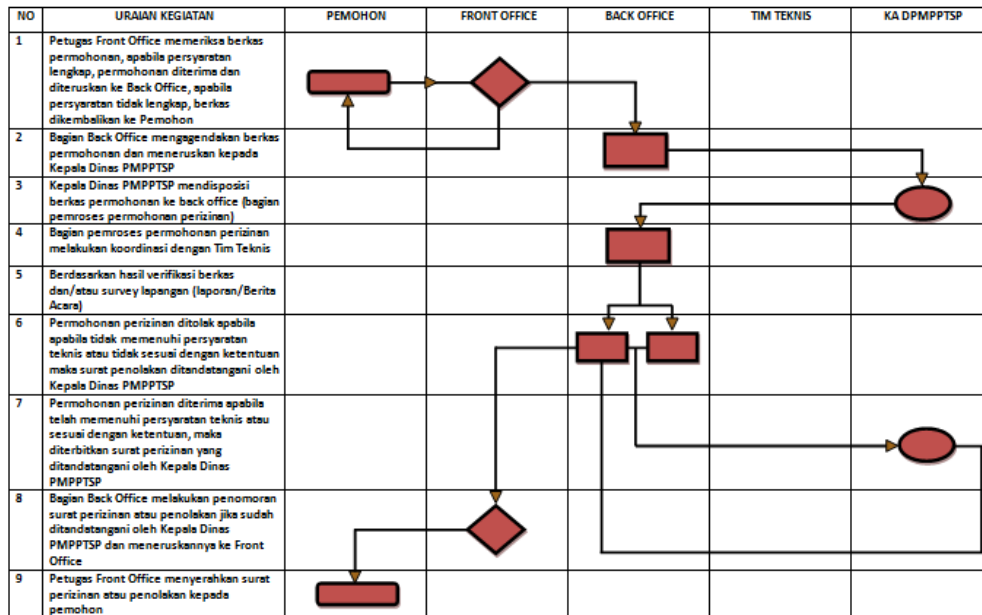 NO URAIAN KEGIATAN PEMOHON FRONT OFFICE BACK OFFICE TIM TEKNIS KA DPMPPTSP
1 Petugas Front Office memeriksa berkas
permohonan, apabila persyaratan
lengkap, permohonan diterima dan
diteruskan ke Back Office, apabila
persyaratan tidak lengkap, berkas
dikembalikan ke Pemohon
2 Bagian Back Office mengagendakan berkas
permohonan dan meneruskan kepada
Kepala Dinas PMPPTSP
3 Kepala Dinas PMPPTSP mendisposisi
berkas permohonan ke back office (bagian
pemroses permohonan perizinan)
4 Bagian pemroses permohonan perizinan
melakukan koordinasi dengan Tim Teknis
5 Berdasarkan hasil verifikasi berkas
dan/atau survey lapangan (laporan/Berita
Acara)
6 Permohonan perizinan ditolak apabila
apabila tidak memenuhi persyaratan
teknis atau tidak sesuai dengan ketentuan
maka surat penolakan ditandatangani oleh
Kepala Dinas PMPPTSP
7 Permohonan perizinan diterima apabila
telah memenuhi persyaratan teknis atau
sesuai dengan ketentuan, maka
diterbitkan surat perizinan yang
ditandatangani oleh Kepala Dinas
PMPPTSP
8 Bagian Back Office melakukan penomoran
surat perizinan atau penolakan jika sudah
ditandatangani oleh Kepala Dinas
PMPPTSP dan meneruskannya ke Front
Office
9 Petugas Front Office menyerahkan surat
perizinan atau penolakan kepada
pemohon